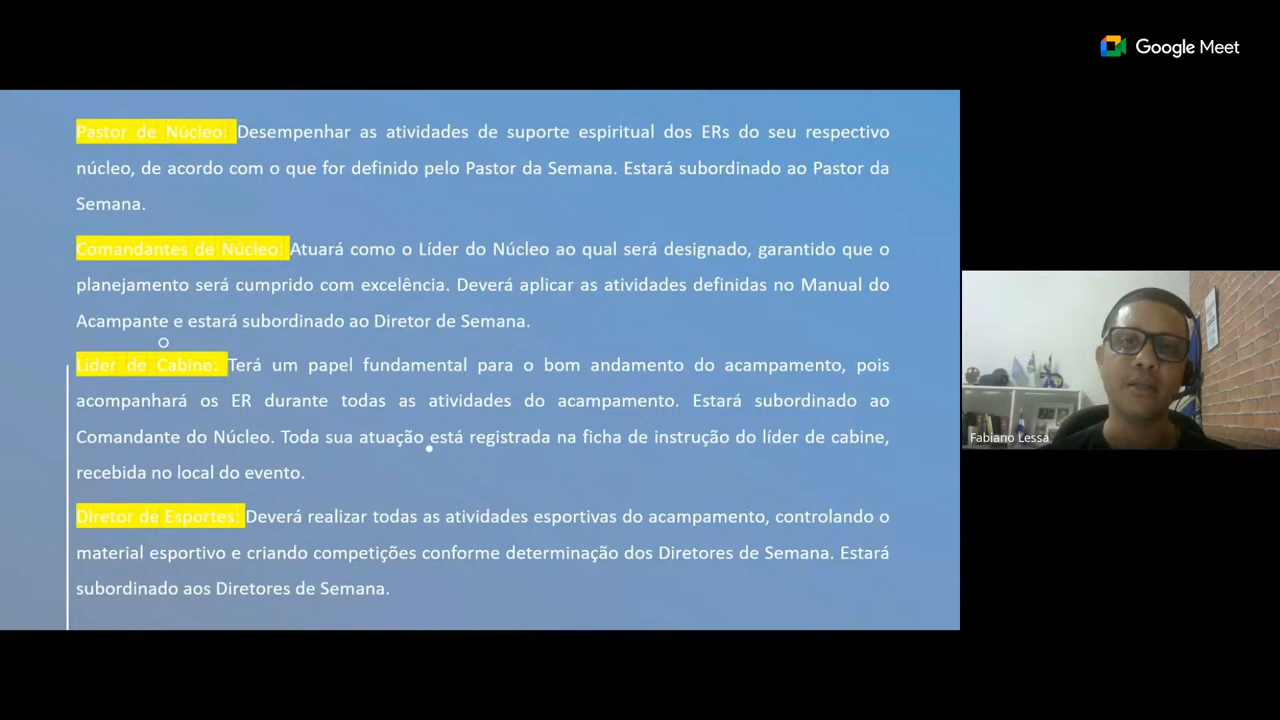 Google Meet
Pastor de Núcleo: Desempenhar as atividades de suporte espiritual dos ERs do seu respectivo
núcleo, de acordo com o que for definido pelo Pastor da Semana. Estará subordinado ao Pastor da
Semana.
Comandantes de Núcleo: Atuará como o Líder do Núcleo ao qual será designado, garantido que o
planejamento será cumprido com excelência. Deverá aplicar as atividades definidas no Manual do
Acampante e estará subordinado ao Diretor de Semana.
Líder de Cabine: Terá um papel fundamental para o bom andamento do acampamento, pois
acompanhará os ER durante todas as atividades do acampamento. Estará subordinado ao
Comandante do Núcleo. Toda sua atuação está registrada na ficha de instrução do líder de cabine,
recebida no local do evento.
Diretor de Esportes: Deverá realizar todas as atividades esportivas do acampamento, controlando o
material esportivo e criando competições conforme determinação dos Diretores de Semana. Estará
subordinado aos Diretores de Semana.
Fabiano Lessa